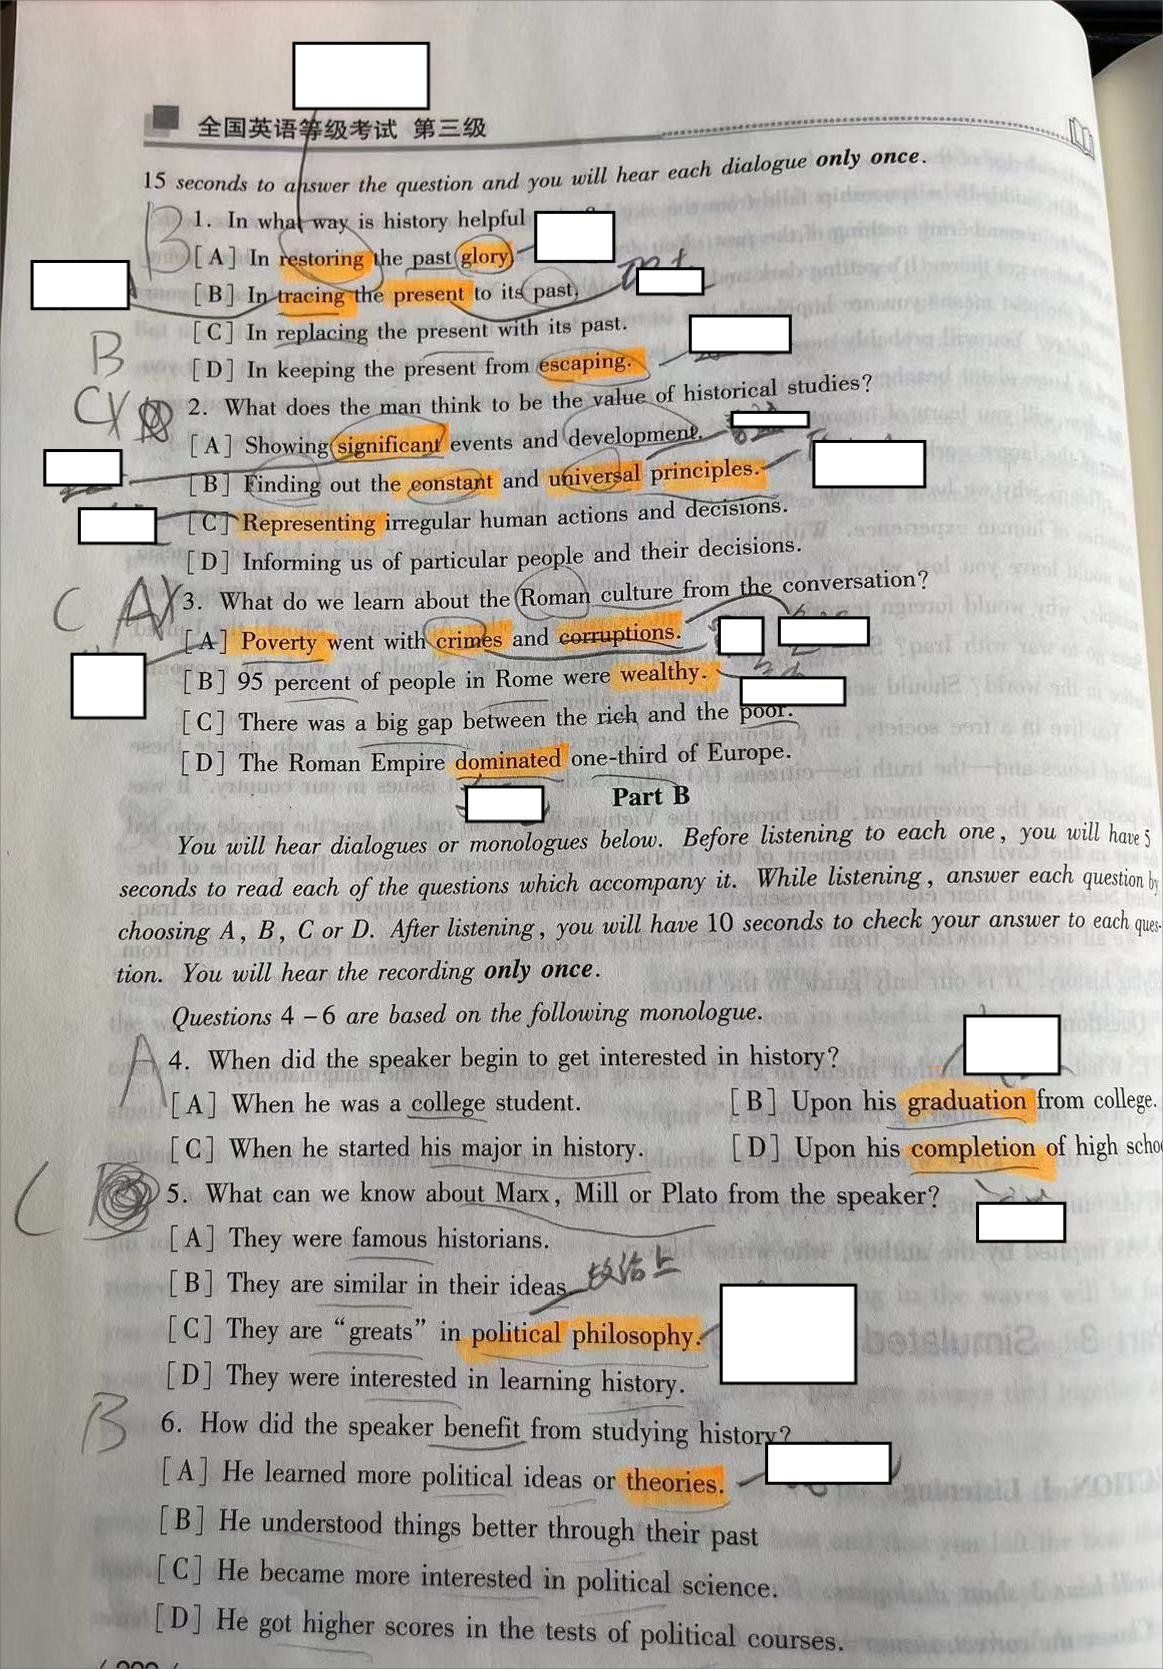 全国英语等级考试 第三级
15 seconds to answer the question and you will hear each dialogue only once.
B
1. In what way is history helpful
[A] In restoring the past glory
[B] In tracing the present to its past.
[C] In replacing the present with its past.
B
[D] In keeping the present from escaping.
C
2. What does the man think to be the value of historical studies?
[A] Showing significant events and development.
[B] Finding out the constant and universal principles.
[C] Representing irregular human actions and decisions.
[D] Informing us of particular people and their decisions.
C A
3. What do we learn about the Roman culture from the conversation?
[A] Poverty went with crimes and corruptions.
[B] 95 percent of people in Rome were wealthy.
[C] There was a big gap between the rich and the poor.
[D] The Roman Empire dominated one-third of Europe.
Part B
You will hear dialogues or monologues below. Before listening to each one, you will have 5
seconds to read each of the questions which accompany it. While listening, answer each question by
choosing A, B, C or D. After listening, you will have 10 seconds to check your answer to each ques-
tion. You will hear the recording only once.
Questions 4-6 are based on the following monologue.
A
4. When did the speaker begin to get interested in history?
[A] When he was a college student. [B] Upon his graduation from college.
[C] When he started his major in history. [D] Upon his completion of high scho
C
5. What can we know about Marx, Mill or Plato from the speaker?
[A] They were famous historians.
[B] They are similar in their ideas. 政治上
[C] They are "greats" in political philosophy.
[D] They were interested in learning history.
B
6. How did the speaker benefit from studying history?
[A] He learned more political ideas or theories.
[B] He understood things better through their past
[C] He became more interested in political science.
[D] He got higher scores in the tests of political courses.